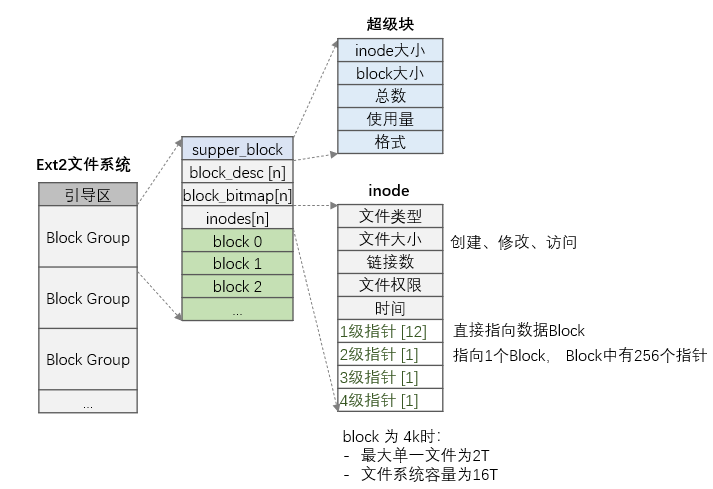 超级块
inode大小
block大小
总数
使用量
格式
Ext2文件系统
引导区
Block Group
Block Group
Block Group
...
supper_block
block_desc [n]
block_bitmap[n]
inodes[n]
block 0
block 1
block 2
...
inode
文件类型
文件大小
链接数
文件权限
时间
1级指针 [12]
2级指针 [1]
3级指针 [1]
4级指针 [1]
创建、修改、访问
直接指向数据Block
指向1个Block， Block中有256个指针
block 为 4k时：
- 最大单一文件为2T
- 文件系统容量为16T